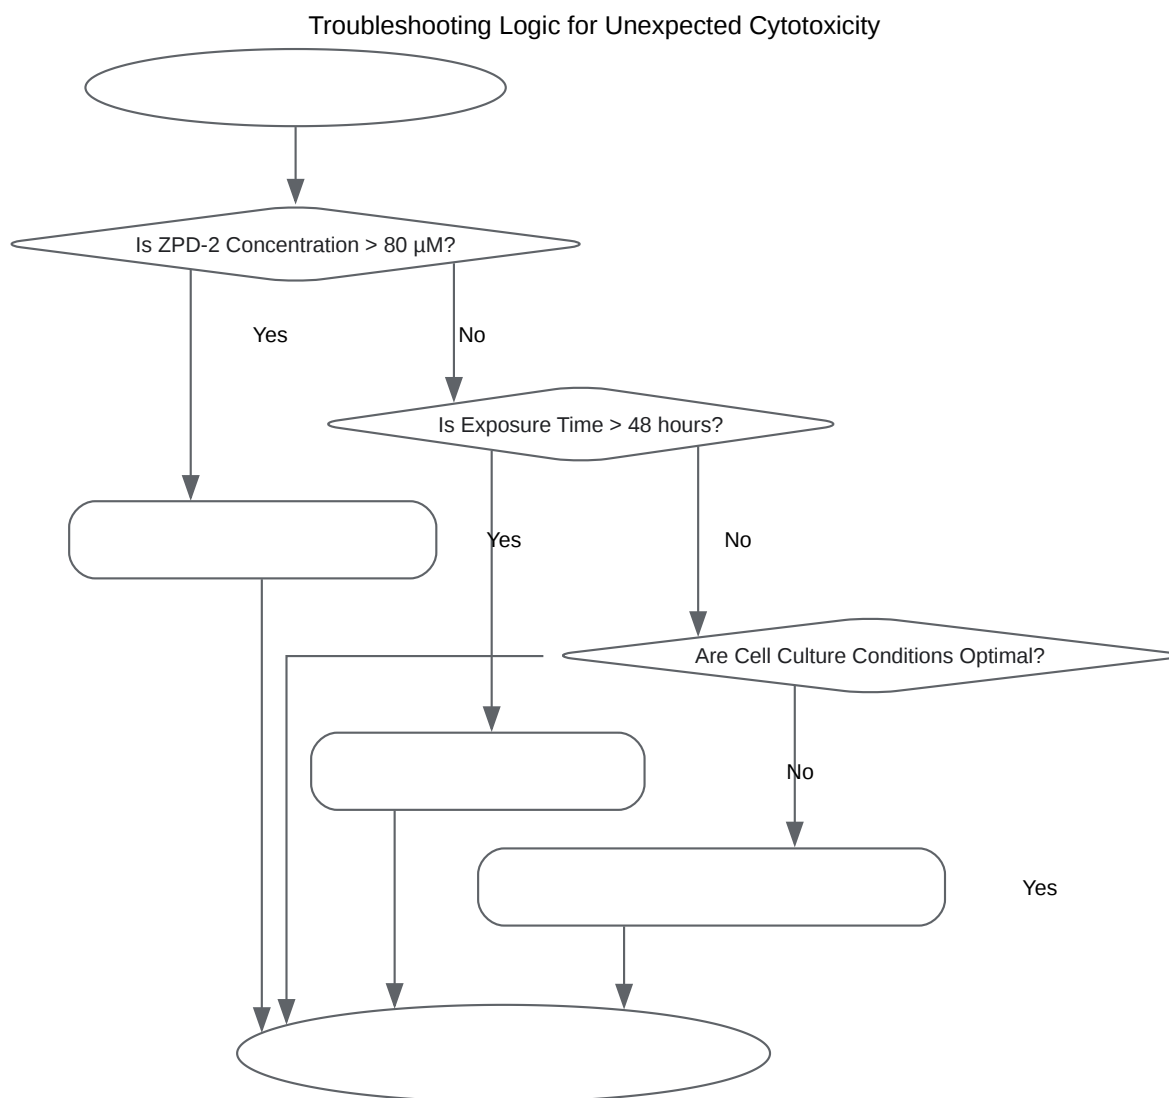 Troubleshooting Logic for Unexpected Cytotoxicity
Is ZPD-2 Concentration > 80 µM?
Yes
No
Is Exposure Time > 48 hours?
Yes
No
Are Cell Culture Conditions Optimal?
No
Yes